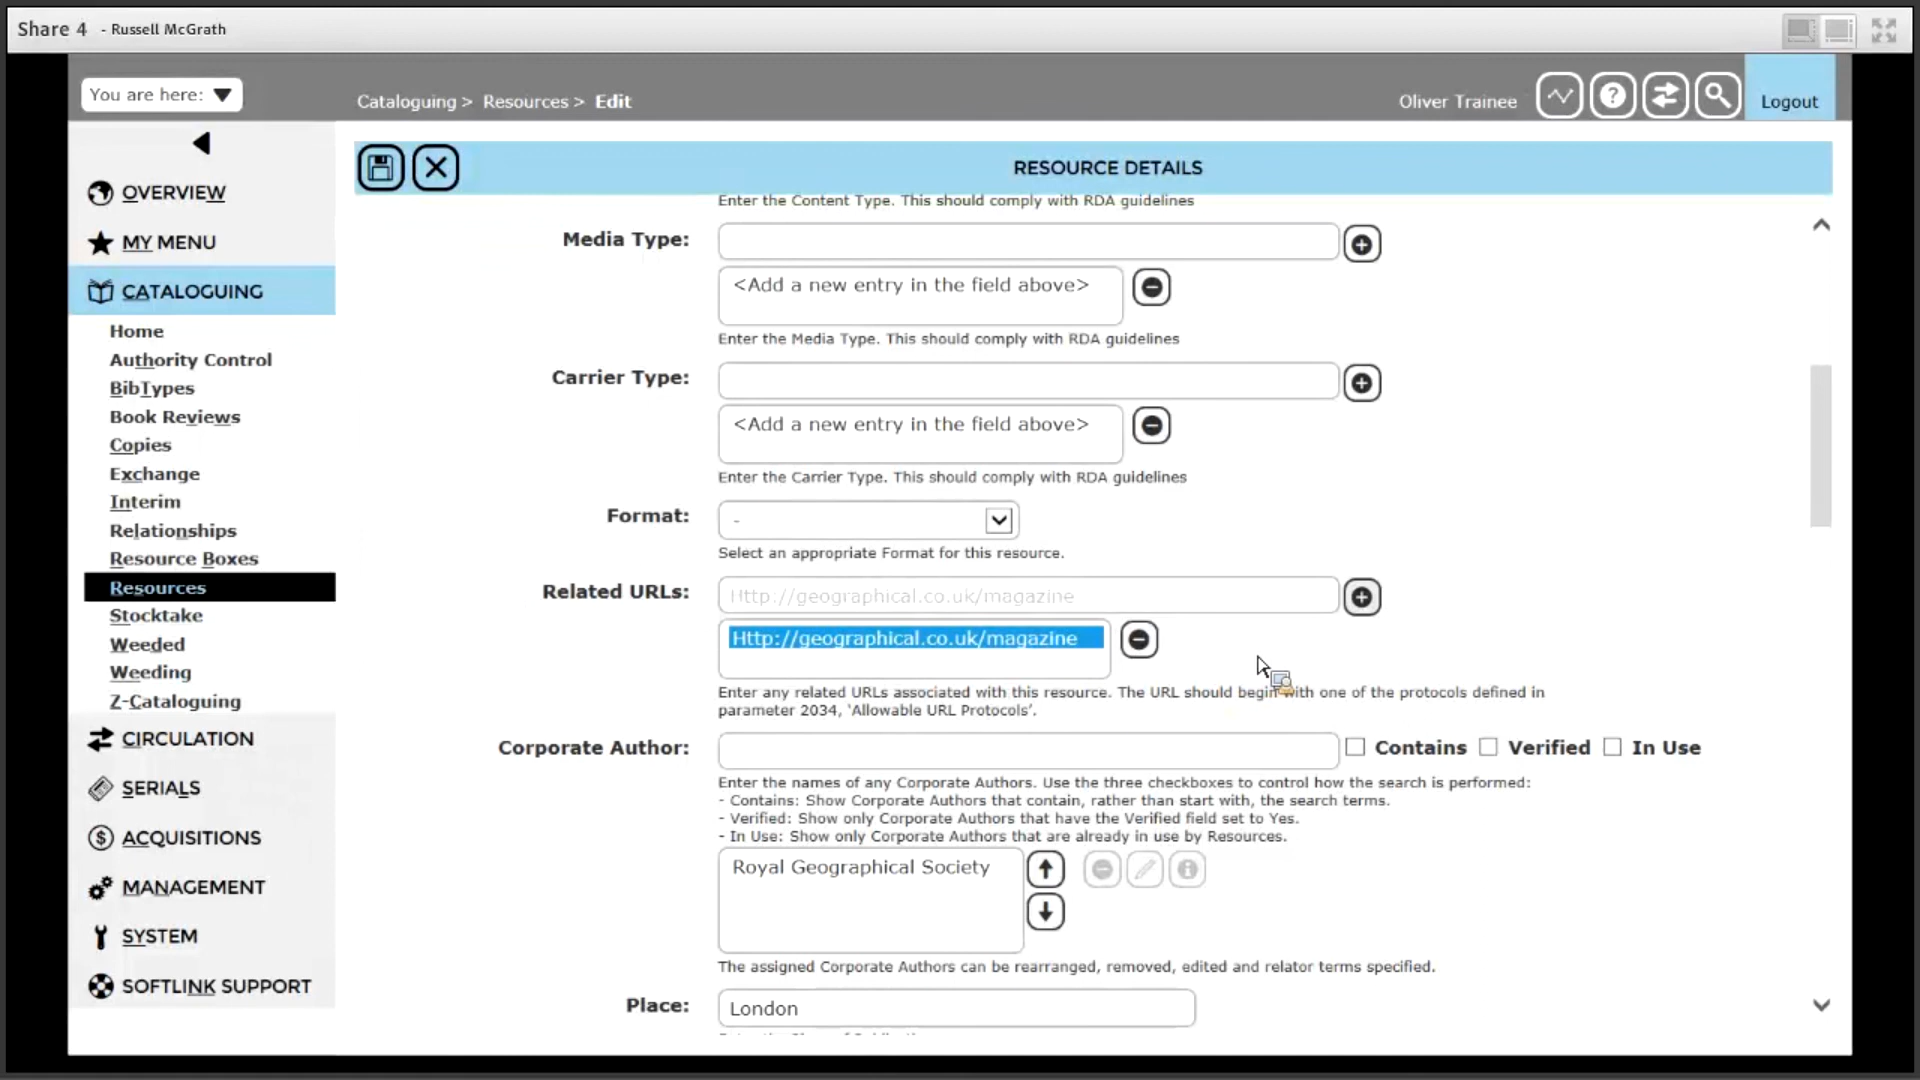 Share 4 - Russell McGrath
You are here:
Cataloguing > Resources > Edit
Oliver Trainee
Logout
OVERVIEW
MY MENU
CATALOGUING
Home
Authority Control
BibTypes
Book Reviews
Copies
Exchange
Interim
Relationships
Resource Boxes
Resources
Stocktake
Weeded
Weeding
Z-Cataloguing
CIRCULATION
SERIALS
ACQUISITIONS
MANAGEMENT
SYSTEM
SOFTLINK SUPPORT
RESOURCE DETAILS
Enter the Content Type. This should comply with RDA guidelines
Media Type:
<Add a new entry in the field above>
Enter the Media Type. This should comply with RDA guidelines
Carrier Type:
<Add a new entry in the field above>
Enter the Carrier Type. This should comply with RDA guidelines
Format: -
Select an appropriate Format for this resource.
Related URLs: Http://geographical.co.uk/magazine
Http://geographical.co.uk/magazine
Enter any related URLs associated with this resource. The URL should begin with one of the protocols defined in
parameter 2034, ‘Allowable URL Protocols’.
Corporate Author: Contains Verified In Use
Enter the names of any Corporate Authors. Use the three checkboxes to control how the search is performed:
- Contains: Show Corporate Authors that contain, rather than start with, the search terms.
- Verified: Show only Corporate Authors that have the Verified field set to Yes.
- In Use: Show only Corporate Authors that are already in use by Resources.
Royal Geographical Society
The assigned Corporate Authors can be rearranged, removed, edited and relator terms specified.
Place: London